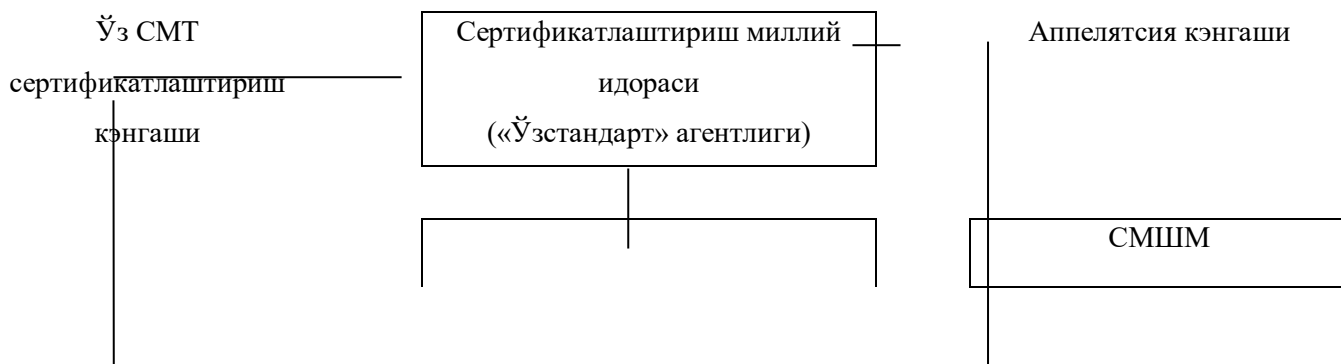 Ўз СМТ
сертификатлаштириш
кэнгаши
Сертификатлаштириш миллий
идораси
(«Ўзстандарт» агентлиги)
Аппелятсия кэнгаши
СМШМ